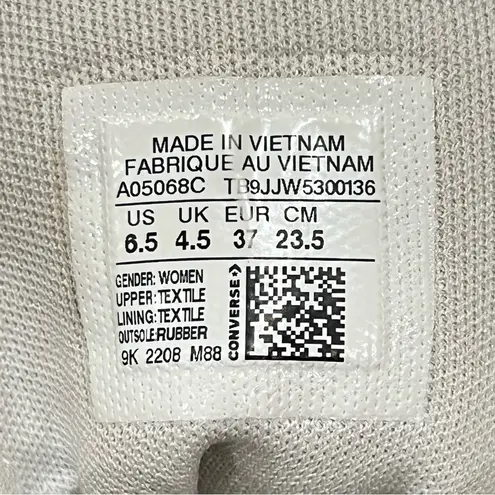 MADE IN VIETNAM
FABRIQUE AU VIETNAM
A05068C TB9JJW5300136
US UK EUR CM
6.5 4.5 37 23.5
GENDER: WOMEN
UPPER: TEXTILE
LINING: TEXTILE
OUTSOLE:RUBBER
9K 2208 M88
CONVERSE